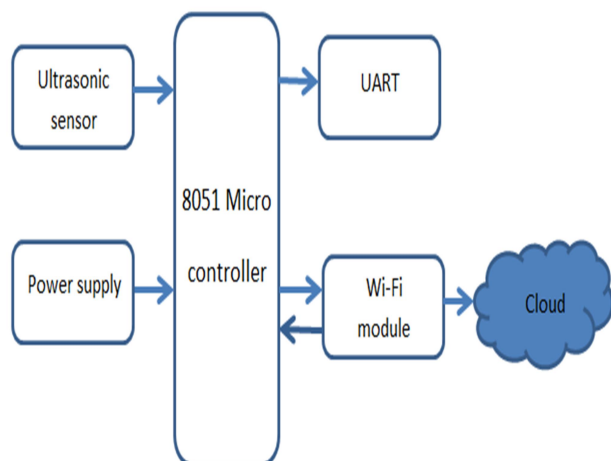 Ultrasonic
sensor
Power supply
8051 Micro
controller
UART
Wi-Fi
module
Cloud